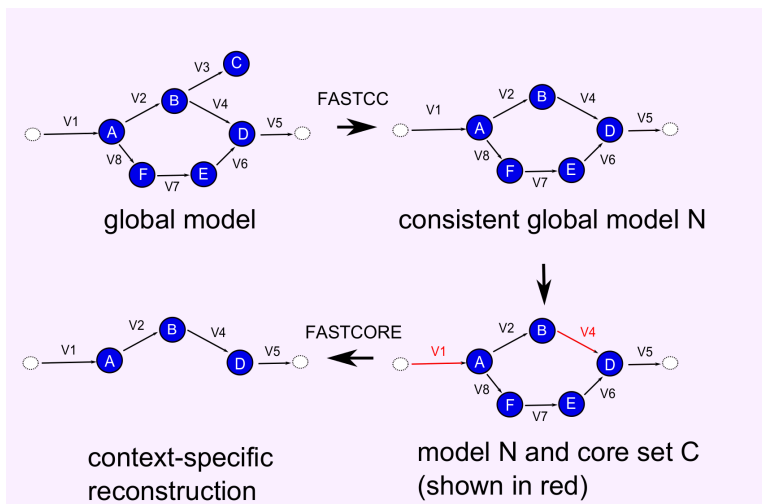 V3
C
V2
B
V4
FASTCC
V1
A
D
V5
V8
V6
F
V7
E
global model
V2
B
V4
V1
A
D
V5
V8
V6
F
V7
E
consistent global model N
V2
B
V4
V1
A
D
V5
FASTCORE
context-specific
reconstruction
V2
B
V4
V1
A
D
V5
V8
V6
F
V7
E
model N and core set C
(shown in red)